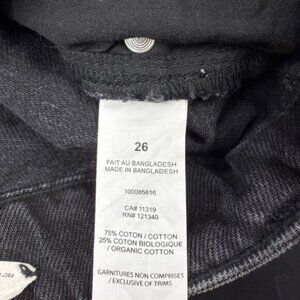 26
FAIT AU BANGLADESH
MADE IN BANGLADESH
100085816
CA# 11319
RN# 121340
75% COTON / COTTON
25% COTON BIOLOGIQUE
/ ORGANIC COTTON
GARNITURES NON COMPRISES
/ EXCLUSIVE OF TRIMS